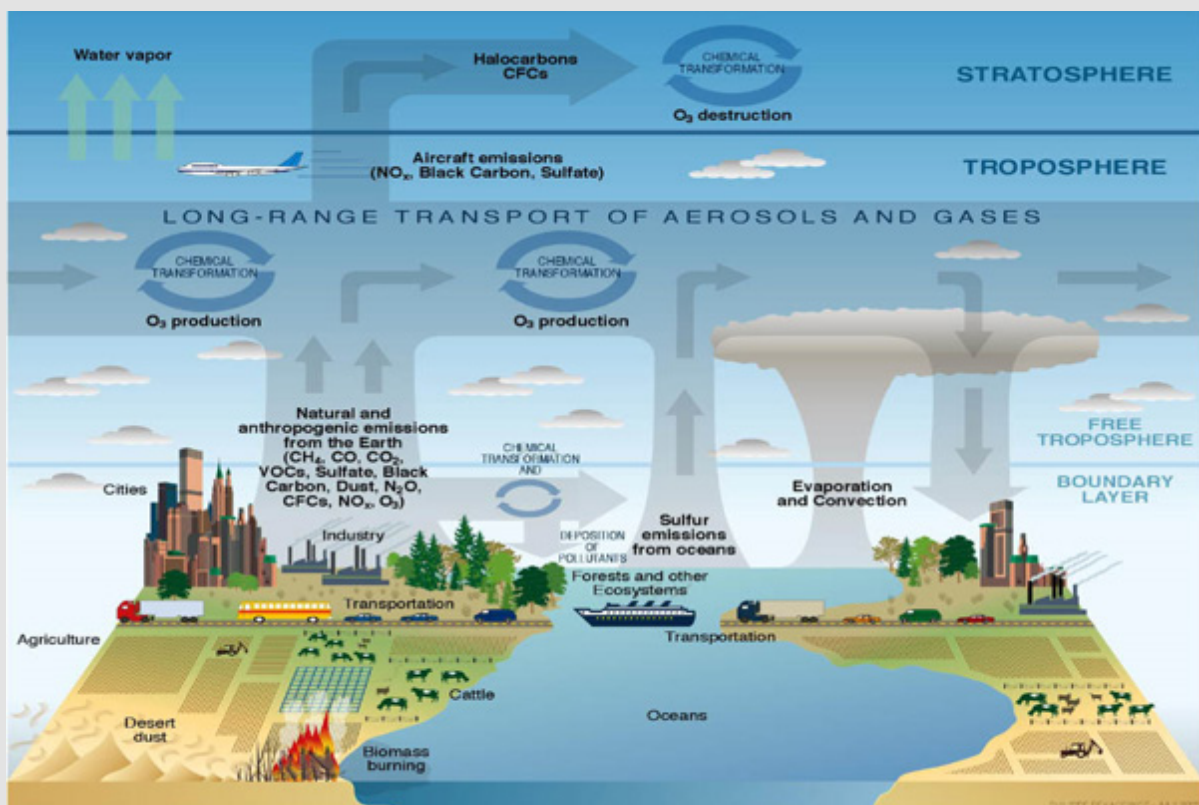 Water vapor
Halocarbons
CFCs
CHEMICAL
TRANSFORMATION
O₃ destruction
STRATOSPHERE
Aircraft emissions
(NOₓ, Black Carbon, Sulfate)
TROPOSPHERE
LONG-RANGE TRANSPORT OF AEROSOLS AND GASES
CHEMICAL
TRANSFORMATION
O₃ production
CHEMICAL
TRANSFORMATION
O₃ production
Natural and
anthropogenic emissions
from the Earth
(CH₄, CO, CO₂,
VOCs, Sulfate, Black
Carbon, Dust, N₂O,
CFCs, NOₓ, O₃)
CHEMICAL
TRANSFORMATION
AND
DEPOSITION
OF
POLLUTANTS
FREE
TROPOSPHERE
BOUNDARY
LAYER
Cities
Industry
Evaporation
and Convection
Sulfur
emissions
from oceans
Forests and other
Ecosystems
Transportation
Transportation
Agriculture
Cattle
Oceans
Desert
dust
Biomass
burning